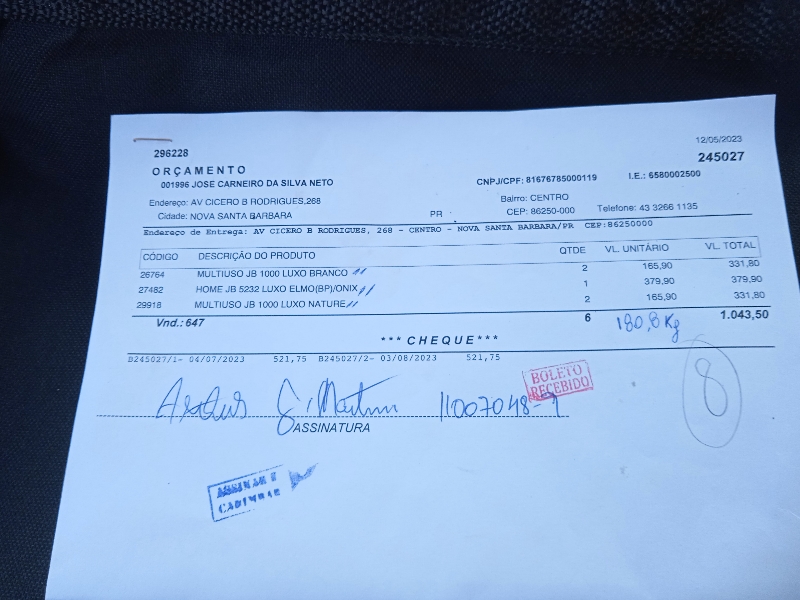 12/05/2023
296228
245027
ORÇAMENTO
001996 JOSE CARNEIRO DA SILVA NETO CNPJ/CPF: 81676785000119 I.E.: 6580002500
Endereço: AV CICERO B RODRIGUES,268 Bairro: CENTRO
Cidade: NOVA SANTA BARBARA PR CEP: 86250-000 Telefone: 43 3266 1135
Endereco de Entrega: AV CICERO B RODRIGUES, 268 - CENTRO - NOVA SANTA BARBARA/PR CEP:86250000
CÓDIGO DESCRIÇÃO DO PRODUTO QTDE VL. UNITÁRIO VL. TOTAL
26764 MULTIUSO JB 1000 LUXO BRANCO 2 165,90 331,80
27482 HOME JB 5232 LUXO ELMO(BP)/ONIX 1 379,90 379,90
29918 MULTIUSO JB 1000 LUXO NATURE 2 165,90 331,80
Vnd.: 647 6 180,8 Kg 1.043,50
*** CHEQUE***
B245027/1- 04/07/2023 521,75 B245027/2- 03/08/2023 521,75
BOLETO
RECEBIDO
8
11007048-9
ASSINATURA
ASSINAR E
CARIMBAR